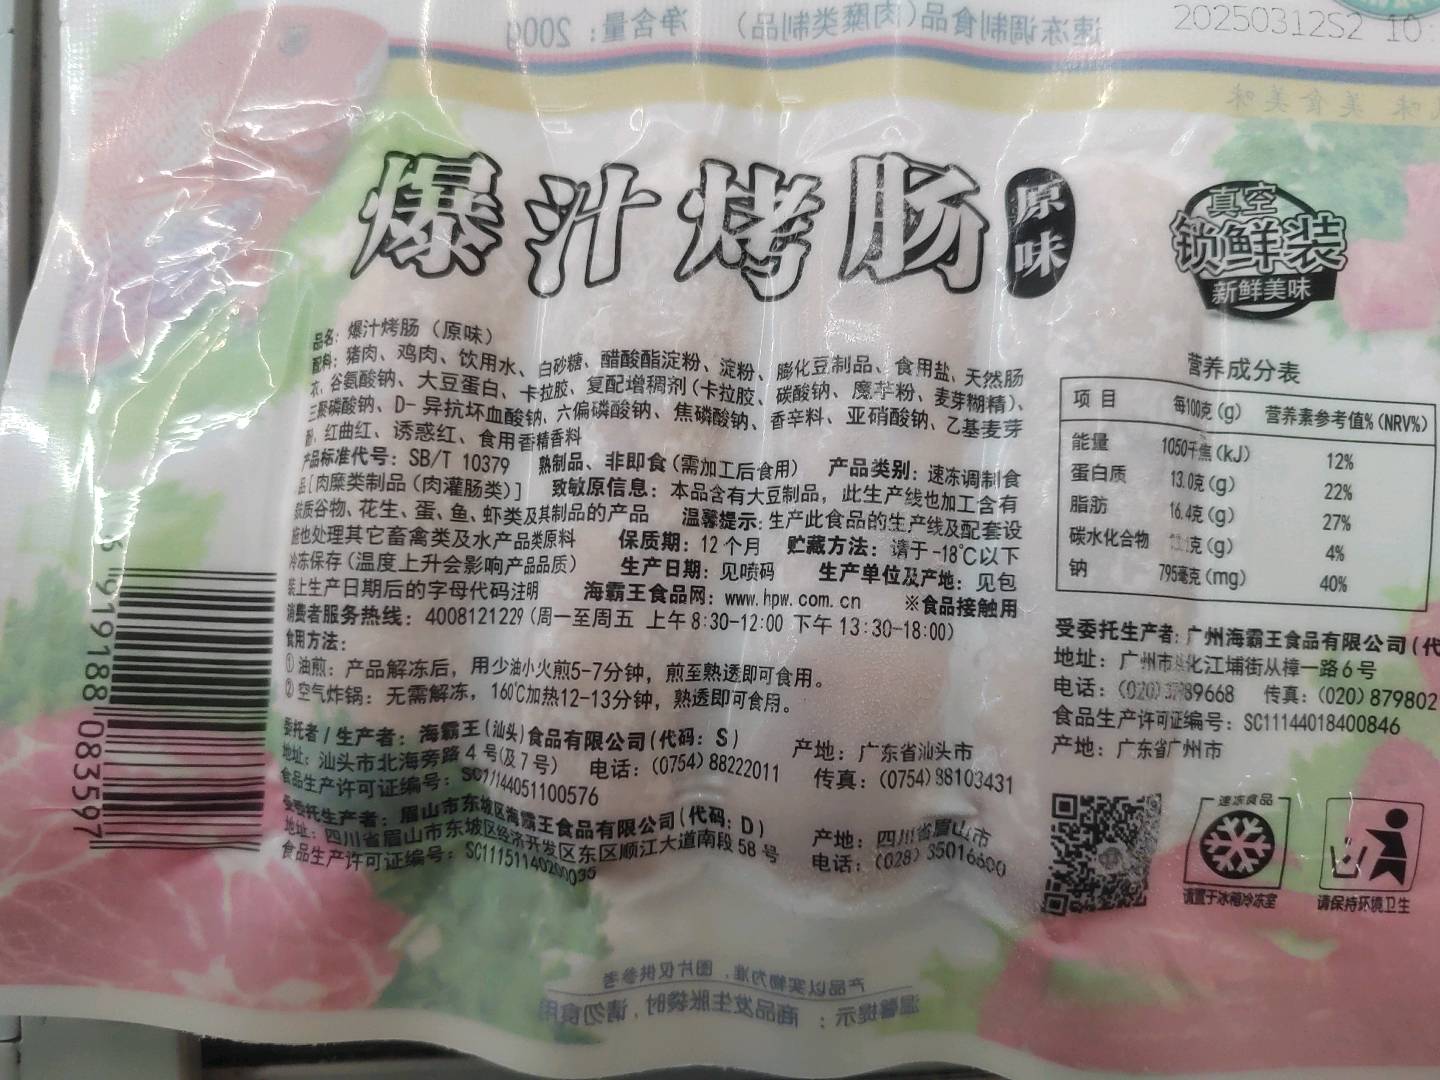 速冻调制食品(肉糜类制品) 净含量：200g
20250312S2 10:
美食美味
爆汁烤肠 原味
真空
锁鲜装
新鲜美味
品名：爆汁烤肠（原味）
配料：猪肉、鸡肉、饮用水、白砂糖、醋酸酯淀粉、淀粉、膨化豆制品、食用盐、天然肠
衣、谷氨酸钠、大豆蛋白、卡拉胶、复配增稠剂(卡拉胶、碳酸钠、魔芋粉、麦芽糊精)、
三聚磷酸钠、D-异抗坏血酸钠、六偏磷酸钠、焦磷酸钠、香辛料、亚硝酸钠、乙基麦芽
酚、红曲红、诱惑红、食用香精香料
产品标准代号：SB/T 10379 熟制品、非即食(需加工后食用) 产品类别：速冻调制食
品[肉糜类制品(肉灌肠类)] 致敏原信息：本品含有大豆制品，此生产线也加工含有
麸质谷物、花生、蛋、鱼、虾类及其制品的产品 温馨提示：生产此食品的生产线及配套设
施也处理其它畜禽类及水产品类原料 保质期：12个月 贮藏方法：请于-18℃以下
冷冻保存(温度上升会影响产品品质) 生产日期：见喷码 生产单位及产地：见包
装上生产日期后的字母代码注明 海霸王食品网：www.hpw.com.cn ※食品接触用
消费者服务热线：4008121229(周一至周五 上午8:30-12:00 下午13:30-18:00)
食用方法：
①油煎：产品解冻后，用少油小火煎5-7分钟，煎至熟透即可食用。
②空气炸锅：无需解冻，160℃加热12-13分钟，熟透即可食用。
委托者/生产者：海霸王(汕头)食品有限公司(代码：S) 产地：广东省汕头市
地址：汕头市北海旁路4号(及7号) 电话：(0754)88222011 传真：(0754)88103431
食品生产许可证编号：SC11144051100576
受委托生产者：眉山市东坡区海霸王食品有限公司(代码：D) 产地：四川省眉山市
地址：四川省眉山市东坡区经济开发区东区顺江大道南段58号 电话：(028)35016600
食品生产许可证编号：SC11151140200035
营养成分表
项目 每100克(g) 营养素参考值%(NRV%)
能量 1050千焦(kJ) 12%
蛋白质 13.0克(g) 22%
脂肪 16.4克(g) 27%
碳水化合物 克(g) 4%
钠 795毫克(mg) 40%
受委托生产者：广州海霸王食品有限公司(代
地址：广州市从化江埔街从樟一路6号
电话：(020) 89668 传真：(020)879802
食品生产许可证编号：SC11144018400846
产地：广东省广州市
速冻食品
请置于冰箱冷冻室
请保持环境卫生
6 919188 083597
产品以实物为准，图片仅供参考
温馨提示：商品发生胀袋时，请勿食用